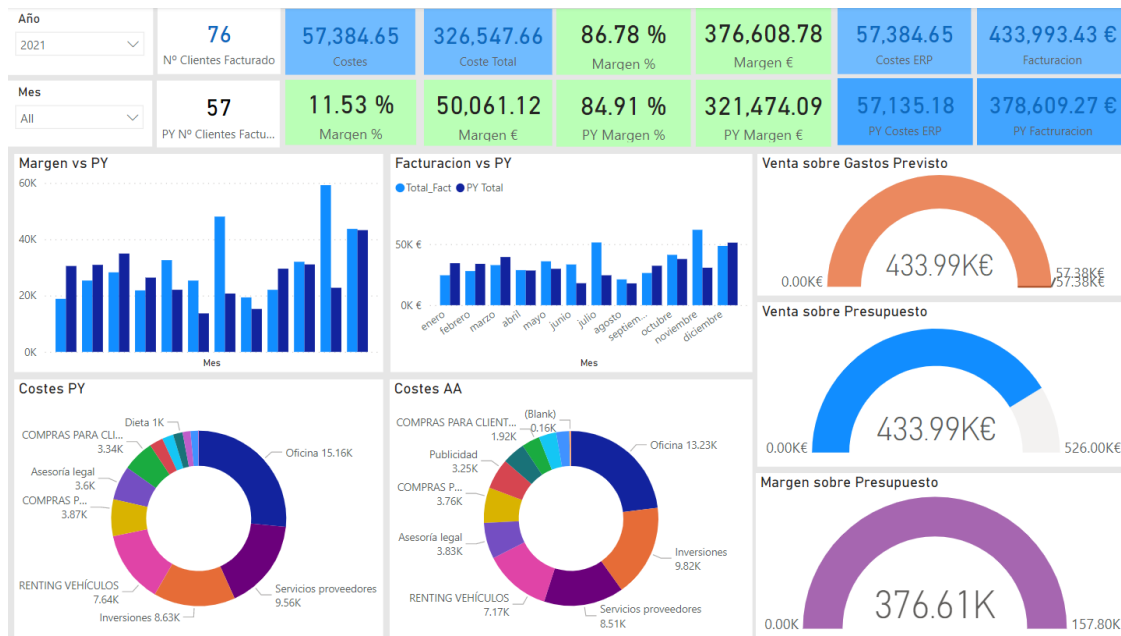 Año
2021
76
Nº Clientes Facturado
57,384.65
Costes
326,547.66
Coste Total
86.78 %
Margen %
376,608.78
Margen €
57,384.65
Costes ERP
433,993.43 €
Facturacion
Mes
All
57
PY Nº Clientes Factu...
11.53 %
Margen %
50,061.12
Margen €
84.91 %
PY Margen %
321,474.09
PY Margen €
57,135.18
PY Costes ERP
378,609.27 €
PY Facturacion
Margen vs PY
60K
40K
20K
0K
Mes
Facturacion vs PY
Total_Fact
PY Total
50K €
0K €
enero
febrero
marzo
abril
mayo
junio
julio
agosto
septiem...
octubre
noviembre
diciembre
Mes
Venta sobre Gastos Previsto
433.99K€
0.00K€
57.38K€
57.38K€
Venta sobre Presupuesto
433.99K€
0.00K€
526.00K€
Costes PY
Dieta 1K
COMPRAS PARA CLI...
3.34K
Asesoría legal
3.6K
COMPRAS P...
3.87K
RENTING VEHÍCULOS
7.64K
Inversiones 8.63K
Oficina 15.16K
Servicios proveedores
9.56K
Costes AA
(Blank)
0.16K
COMPRAS PARA CLIENT...
1.92K
Publicidad
3.25K
COMPRAS P...
3.76K
Asesoría legal
3.83K
RENTING VEHÍCULOS
7.17K
Oficina 13.23K
Inversiones
9.82K
Servicios proveedores
8.51K
Margen sobre Presupuesto
376.61K
0.00K
157.80K